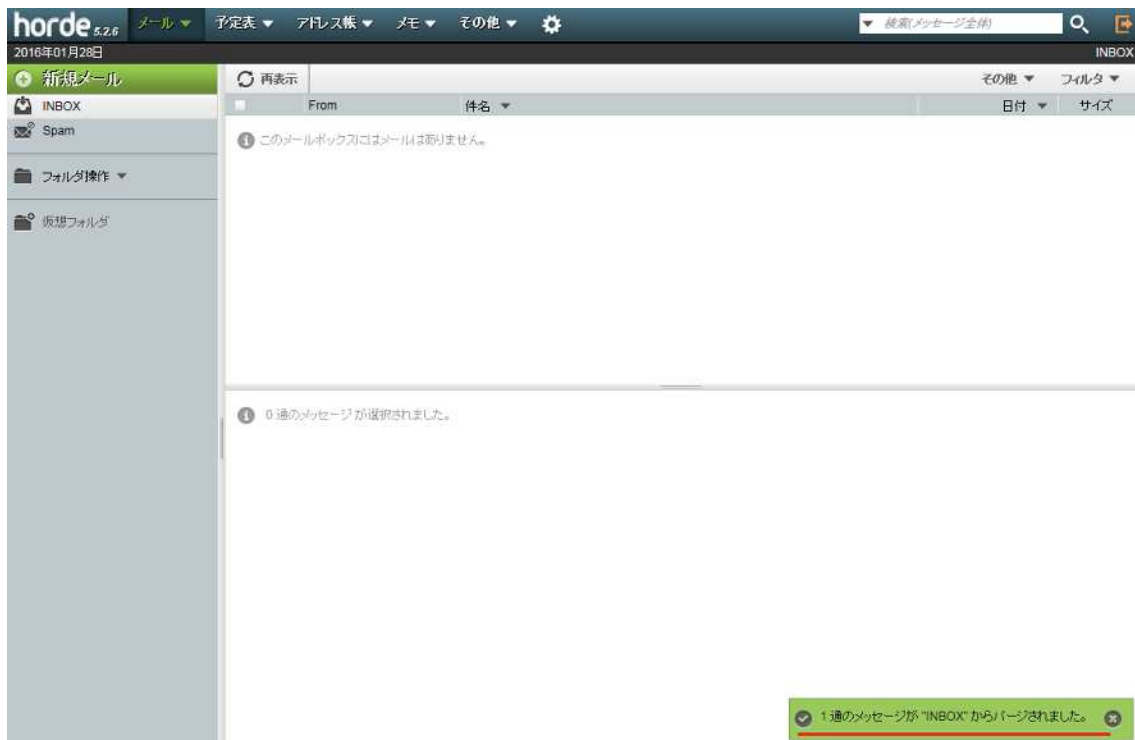 horde 5.2.6 メール 予定表 アドレス帳 メモ その他 検索(メッセージ全体)
2016年01月28日 INBOX
新規メール 再表示 その他 フィルタ
INBOX From 件名 日付 サイズ
Spam
このメールボックスにはメールはありません。
フォルダ操作
仮想フォルダ
0 通のメッセージ が選択されました。
1 通のメッセージが "INBOX" からパージされました。